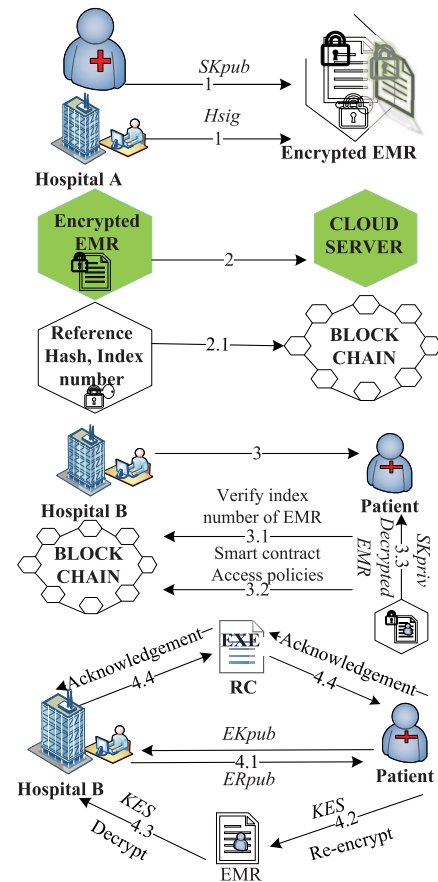 SKpub
1
Hsig
1
Hospital A
Encrypted EMR
Encrypted
EMR
2
CLOUD
SERVER
Reference
Hash, Index
number
2.1
BLOCK
CHAIN
3
Hospital B
Patient
Verify index
number of EMR
3.1
Smart contract
Access policies
3.2
BLOCK
CHAIN
SKpriv
3.3
Decrypted
EMR
EXE
RC
Acknowledgement
4.4
Acknowledgement
4.4
EKpub
4.1
ERpub
Hospital B
Patient
KES
4.3
Decrypt
KES
4.2
Re-encrypt
EMR